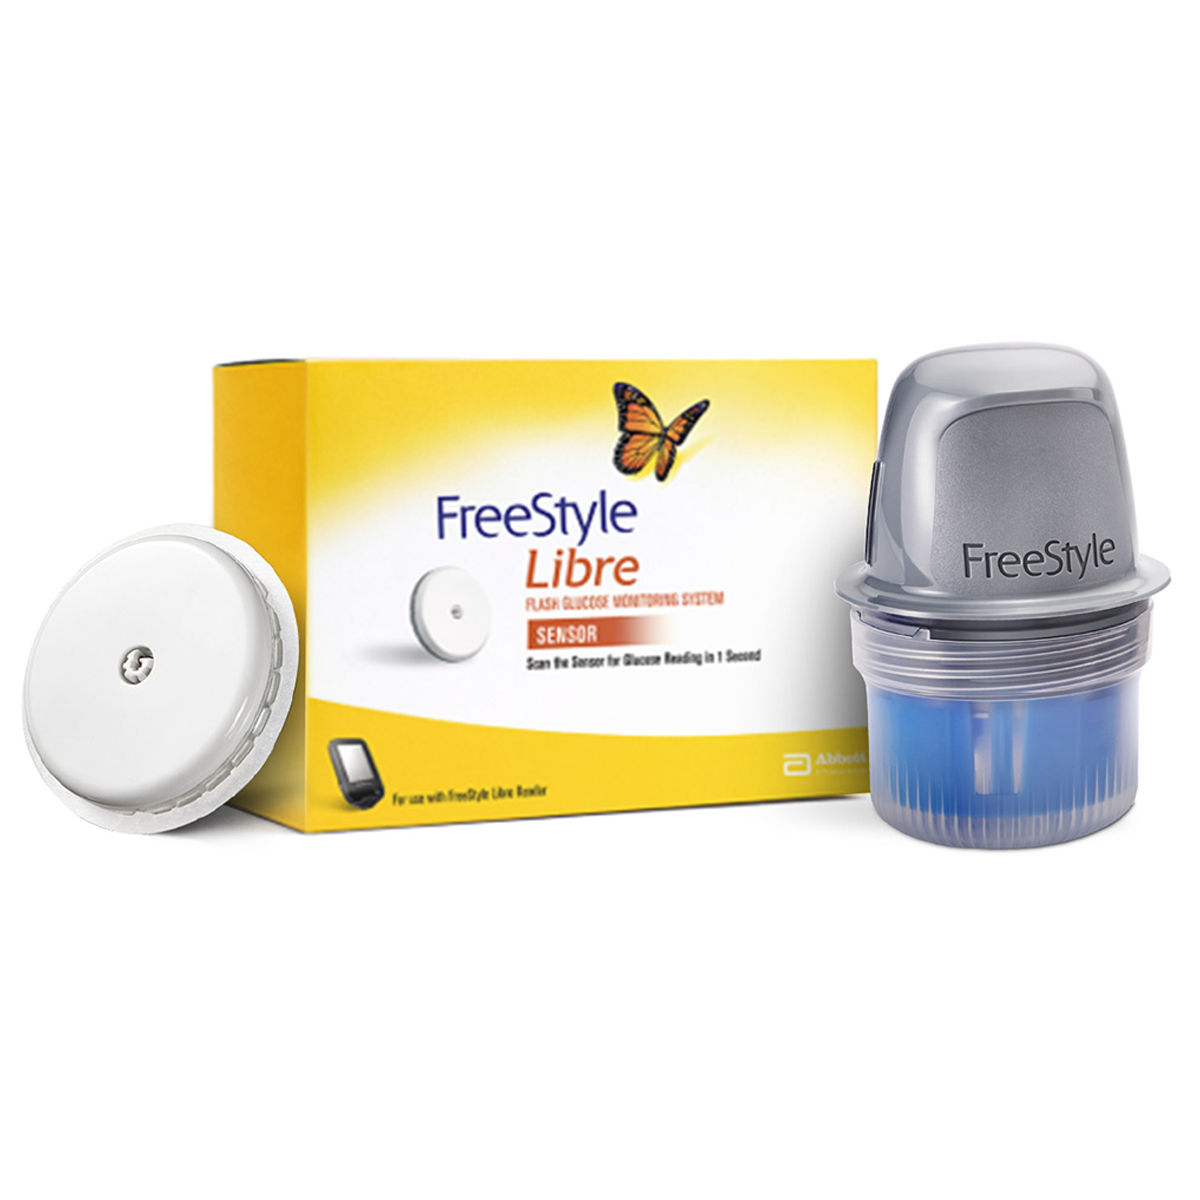 FreeStyle
Libre
FLASH GLUCOSE MONITORING SYSTEM
SENSOR
Scan the Sensor for Glucose Reading in 1 Second
For use with FreeStyle Libre Reader
Abbott
FreeStyle